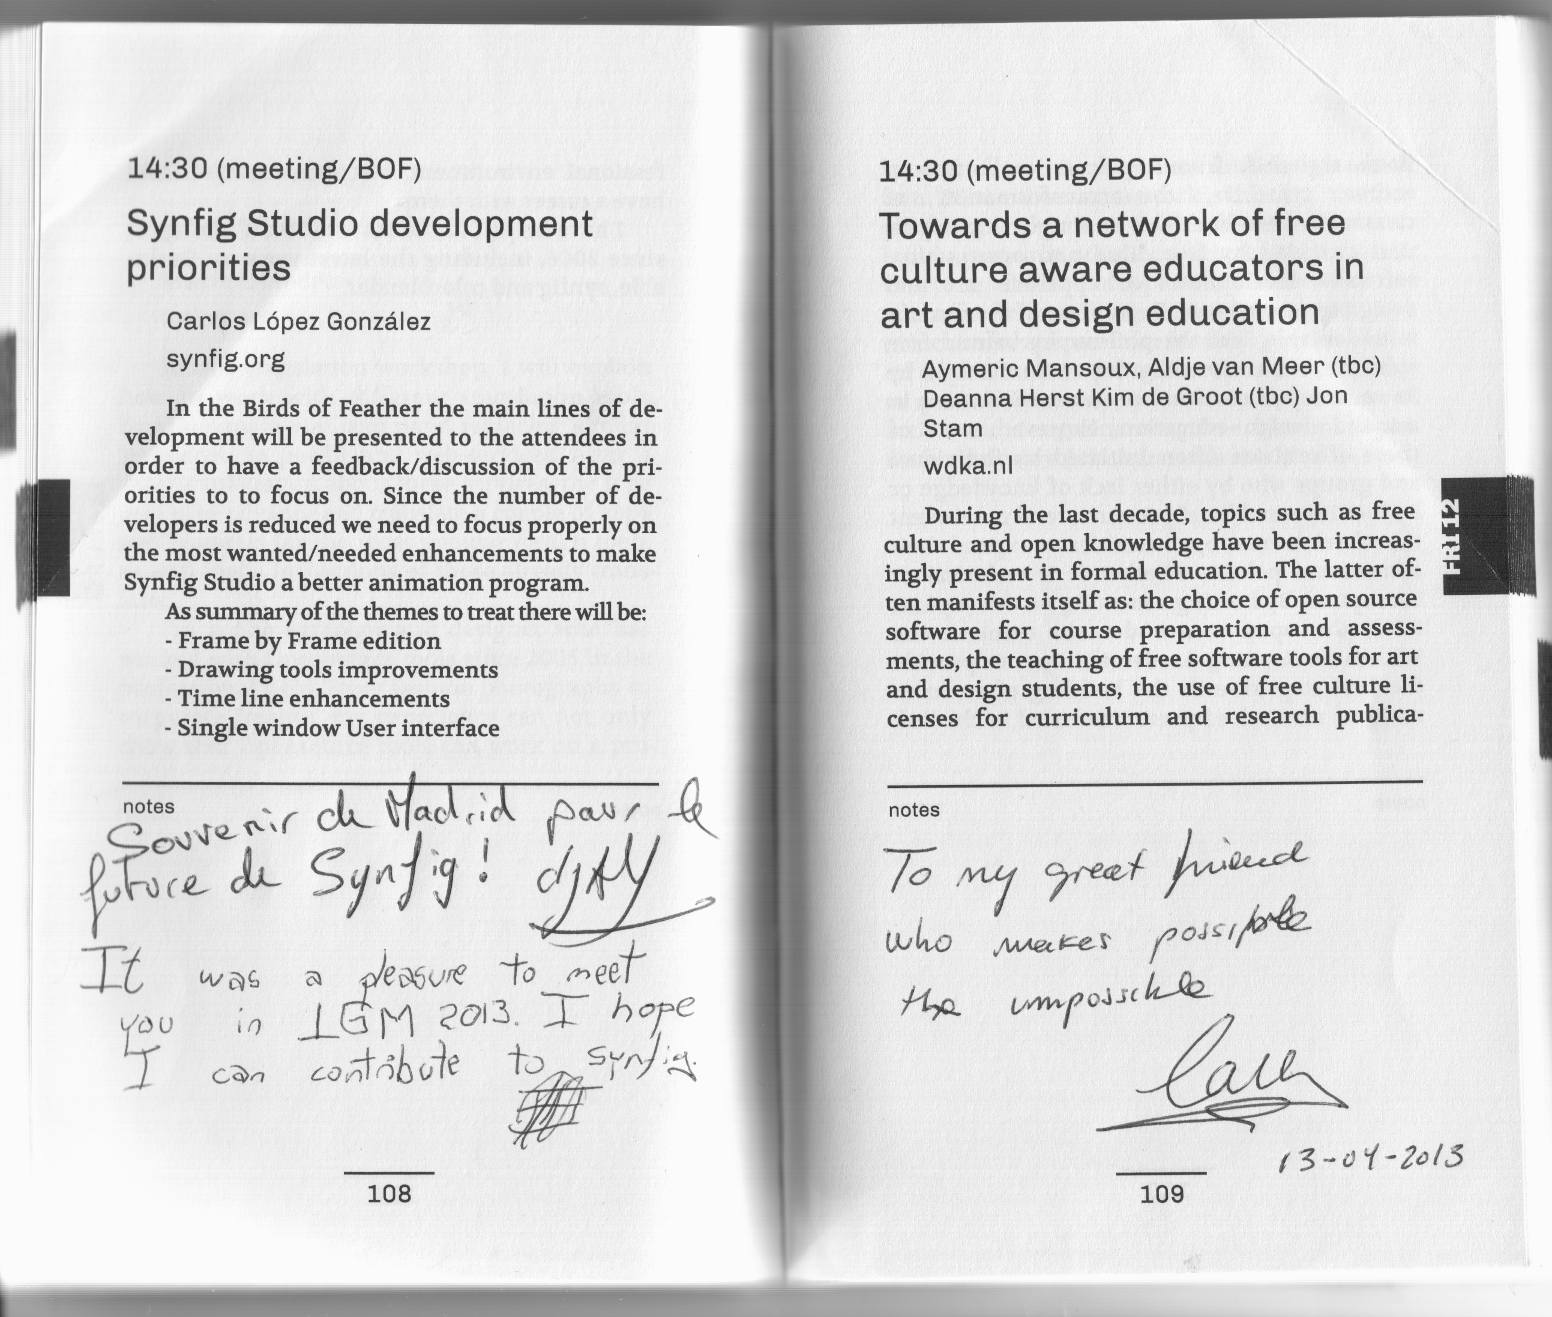 14:30 (meeting/BOF)
Synfig Studio development
priorities
Carlos López González
synfig.org
In the Birds of Feather the main lines of de-
velopment will be presented to the attendees in
order to have a feedback/discussion of the pri-
orities to to focus on. Since the number of de-
velopers is reduced we need to focus properly on
the most wanted/needed enhancements to make
Synfig Studio a better animation program.
As summary of the themes to treat there will be:
- Frame by Frame edition
- Drawing tools improvements
- Time line enhancements
- Single window User interface
notes
Souvenir de Madrid pour le
future de Synfig!
It was a pleasure to meet
you in LGM 2013. I hope
I can contribute to synfig.
108
14:30 (meeting/BOF)
Towards a network of free
culture aware educators in
art and design education
Aymeric Mansoux, Aldje van Meer (tbc)
Deanna Herst Kim de Groot (tbc) Jon
Stam
wdka.nl
During the last decade, topics such as free
culture and open knowledge have been increas-
ingly present in formal education. The latter of-
ten manifests itself as: the choice of open source
software for course preparation and assess-
ments, the teaching of free software tools for art
and design students, the use of free culture li-
censes for curriculum and research publica-
FRI 12
notes
To my great friend
who makes possible
the impossible
13-04-2013
109